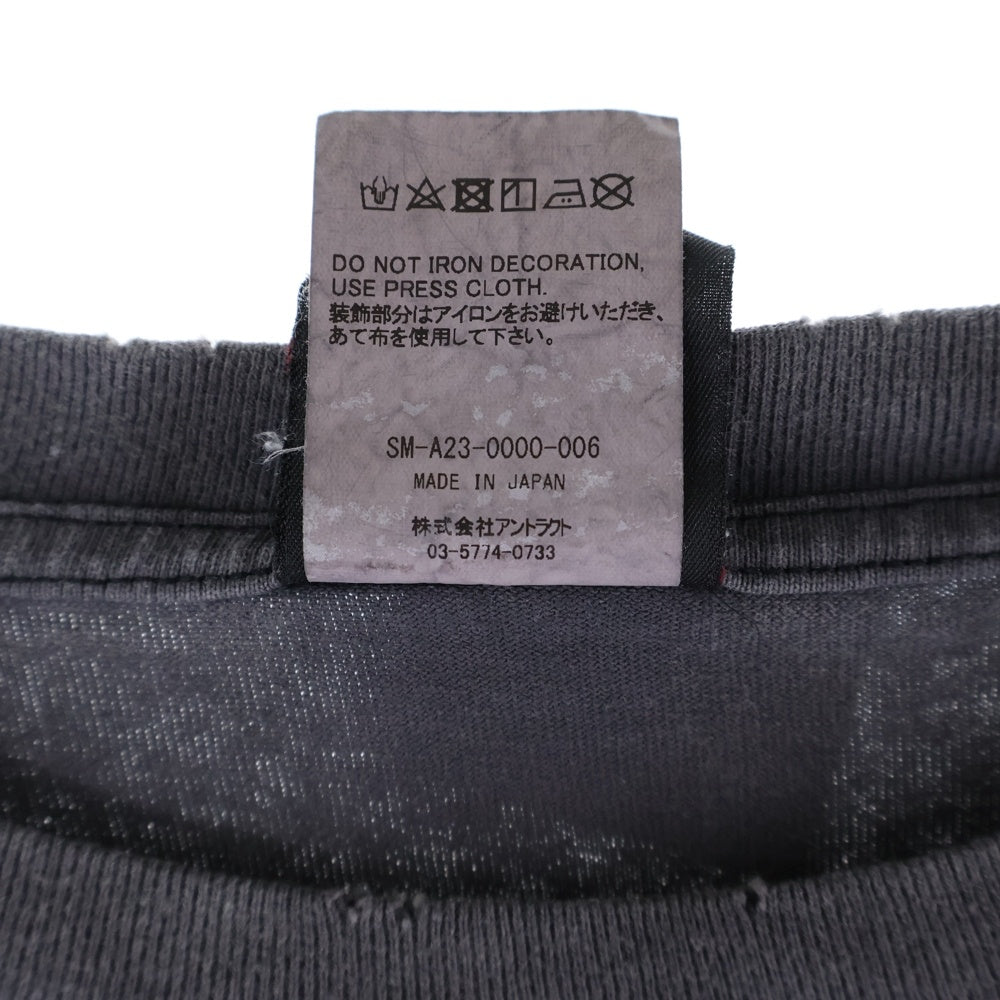 DO NOT IRON DECORATION,
USE PRESS CLOTH.
装飾部分はアイロンをお避けいただき、
あて布を使用して下さい。
SM-A23-0000-006
MADE IN JAPAN
株式会社アントラクト
03-5774-0733